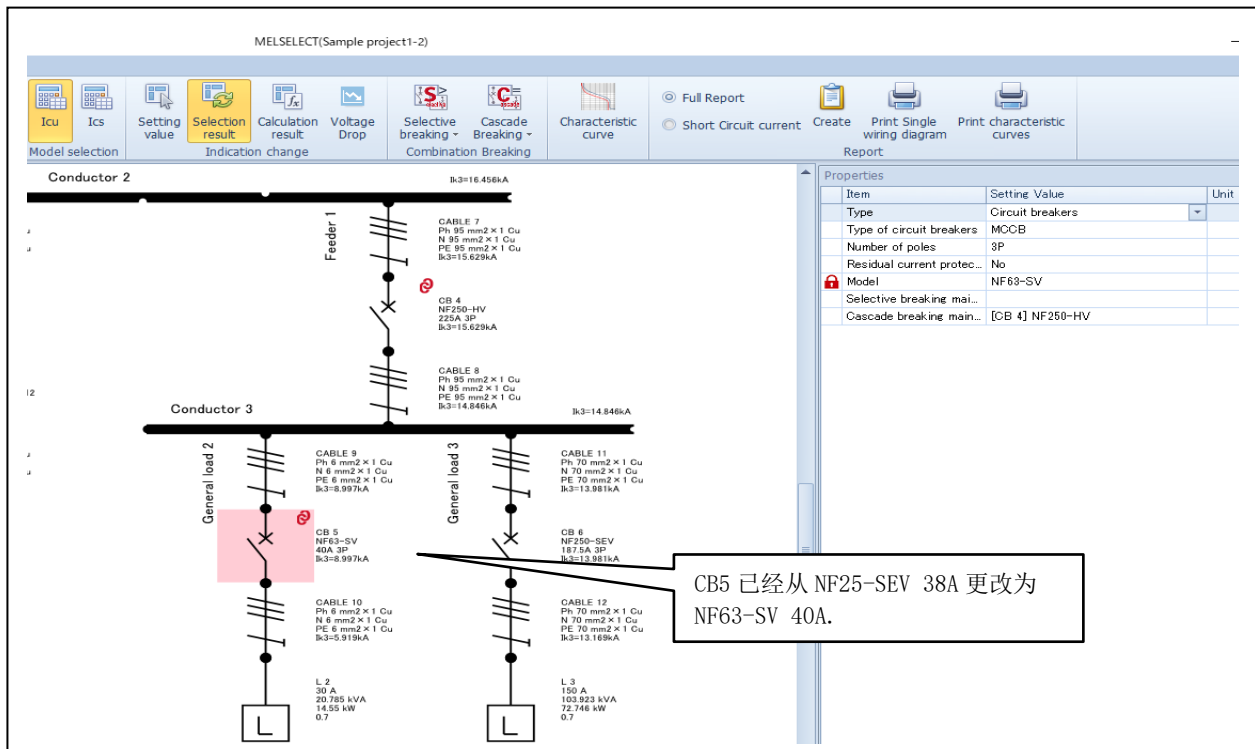 MELSELECT(Sample project1-2)
Icu
Ics
Setting
value
Selection
result
Calculation
result
Voltage
Drop
Selective
breaking
Cascade
Breaking
Characteristic
curve
Full Report
Short Circuit current
Create
Print Single
wiring diagram
Print characteristic
curves
Model selection
Indication change
Combination Breaking
Report
Conductor 2
Ik3=16.456kA
Feeder 1
CABLE 7
Ph 95 mm2×1 Cu
N 95 mm2×1 Cu
PE 95 mm2×1 Cu
Ik3=15.629kA
CB 4
NF250-HV
225A 3P
Ik3=15.629kA
CABLE 8
Ph 95 mm2×1 Cu
N 95 mm2×1 Cu
PE 95 mm2×1 Cu
Ik3=14.846kA
12
Conductor 3
Ik3=14.846kA
General load 2
CABLE 9
Ph 6 mm2×1 Cu
N 6 mm2×1 Cu
PE 6 mm2×1 Cu
Ik3=8.997kA
CB 5
NF63-SV
40A 3P
Ik3=8.997kA
CABLE 10
Ph 6 mm2×1 Cu
N 6 mm2×1 Cu
PE 6 mm2×1 Cu
Ik3=5.919kA
L 2
30 A
20.785 kVA
14.55 kW
0.7
L
General load 3
CABLE 11
Ph 70 mm2×1 Cu
N 70 mm2×1 Cu
PE 70 mm2×1 Cu
Ik3=13.981kA
CB 6
NF250-SEV
187.5A 3P
Ik3=13.981kA
CABLE 12
Ph 70 mm2×1 Cu
N 70 mm2×1 Cu
PE 70 mm2×1 Cu
Ik3=13.169kA
L 3
150 A
103.923 kVA
72.746 kW
0.7
L
Properties
Item Setting Value Unit
Type Circuit breakers
Type of circuit breakers MCCB
Number of poles 3P
Residual current protec... No
Model NF63-SV
Selective breaking mai...
Cascade breaking main... [CB 4] NF250-HV
CB5 已经从 NF25-SEV 38A 更改为
NF63-SV 40A.